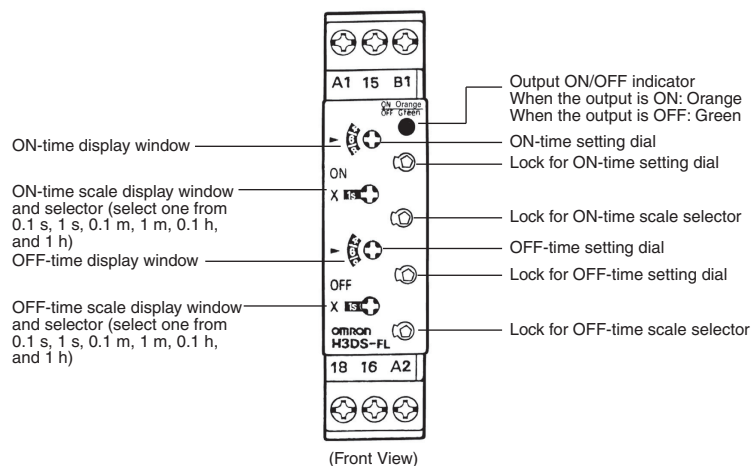 A1 15 B1
ON Orange
OFF Green
ON
X 1s
OFF
X 1s
OMRON
H3DS-FL
18 16 A2
ON-time display window
ON-time scale display window
and selector (select one from
0.1 s, 1 s, 0.1 m, 1 m, 0.1 h,
and 1 h)
OFF-time display window
OFF-time scale display window
and selector (select one from
0.1 s, 1 s, 0.1 m, 1 m, 0.1 h,
and 1 h)
Output ON/OFF indicator
When the output is ON: Orange
When the output is OFF: Green
ON-time setting dial
Lock for ON-time setting dial
Lock for ON-time scale selector
OFF-time setting dial
Lock for OFF-time setting dial
Lock for OFF-time scale selector
(Front View)